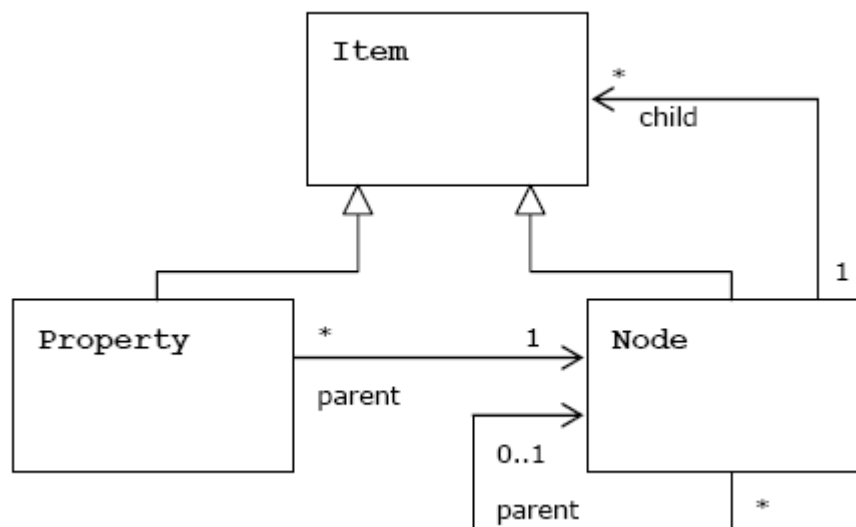 Item
*
child
1
Property
*
1
parent
Node
0..1
parent
*